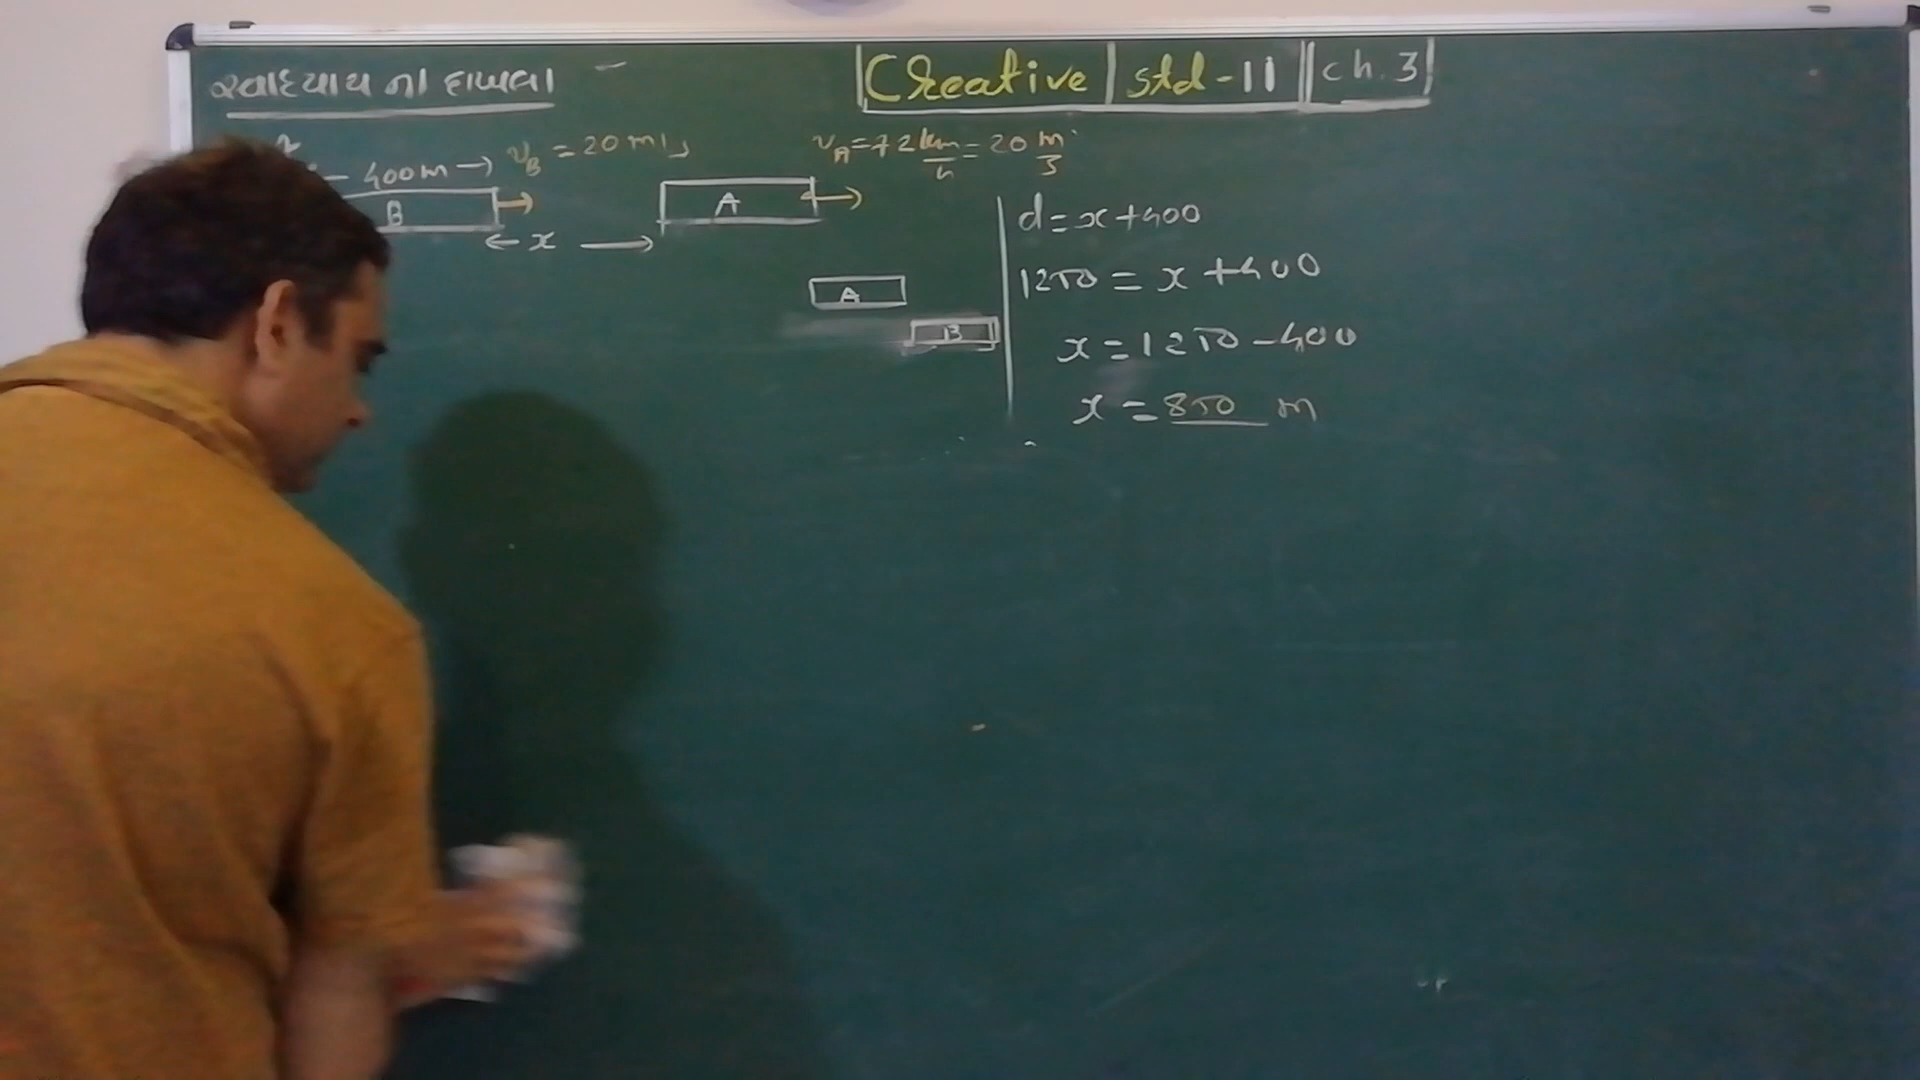 સ્વાધ્યાય ના દાખલા
Creative | std-11 | ch.3
400m → v_B = 20 m/s
v_A = 72 km/h = 20 m/s
B
← x →
A
A
B
d = x + 400
1250 = x + 400
x = 1250 - 400
x = 850 m